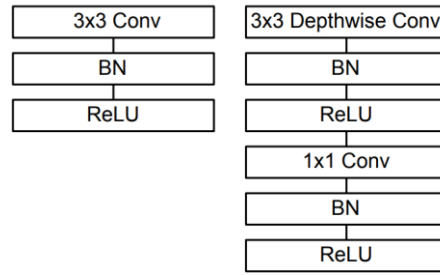 3x3 Conv
BN
ReLU
3x3 Depthwise Conv
BN
ReLU
1x1 Conv
BN
ReLU